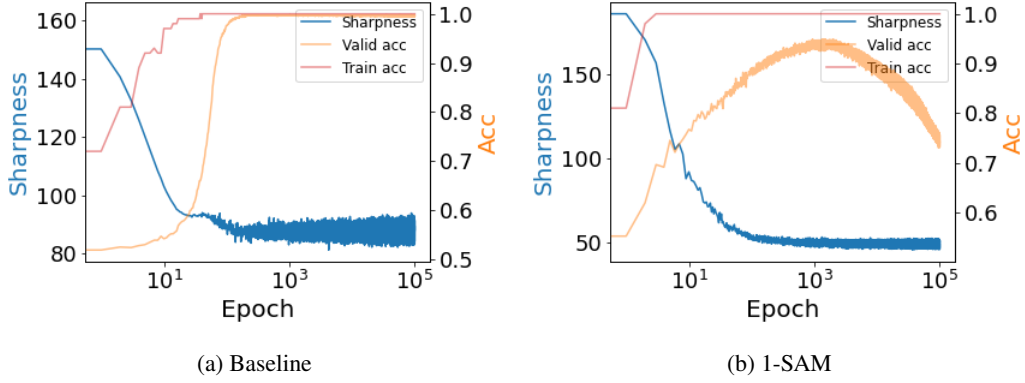 160
140
120
100
80
Sharpness
10^1
10^3
10^5
Epoch
1.0
0.9
0.8
0.7
0.6
0.5
Acc
Sharpness
Valid acc
Train acc
(a) Baseline
150
100
50
Sharpness
10^1
10^3
10^5
Epoch
1.0
0.9
0.8
0.7
0.6
Acc
Sharpness
Valid acc
Train acc
(b) 1-SAM